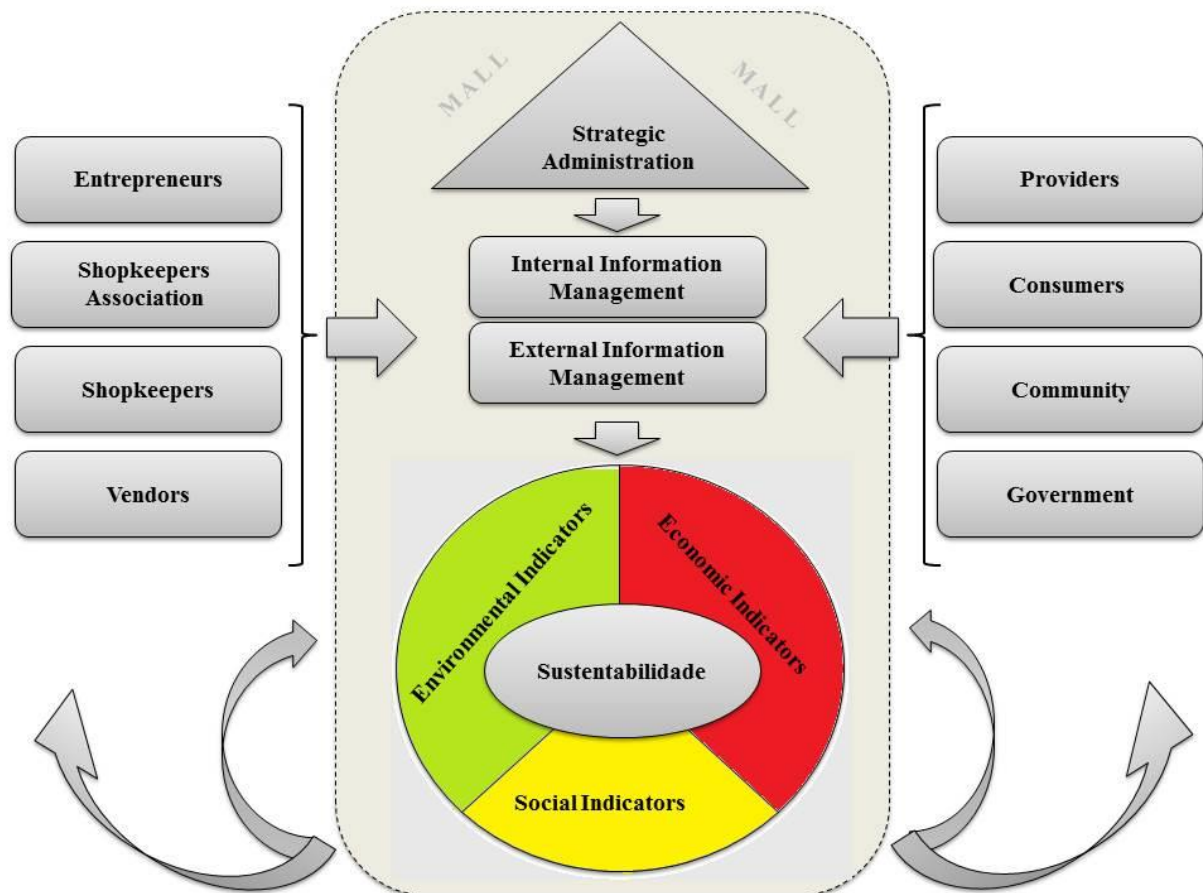 MALL
MALL
Strategic
Administration
Entrepreneurs
Shopkeepers
Association
Shopkeepers
Vendors
Internal Information
Management
External Information
Management
Providers
Consumers
Community
Government
Environmental Indicators
Economic Indicators
Sustentabilidade
Social Indicators